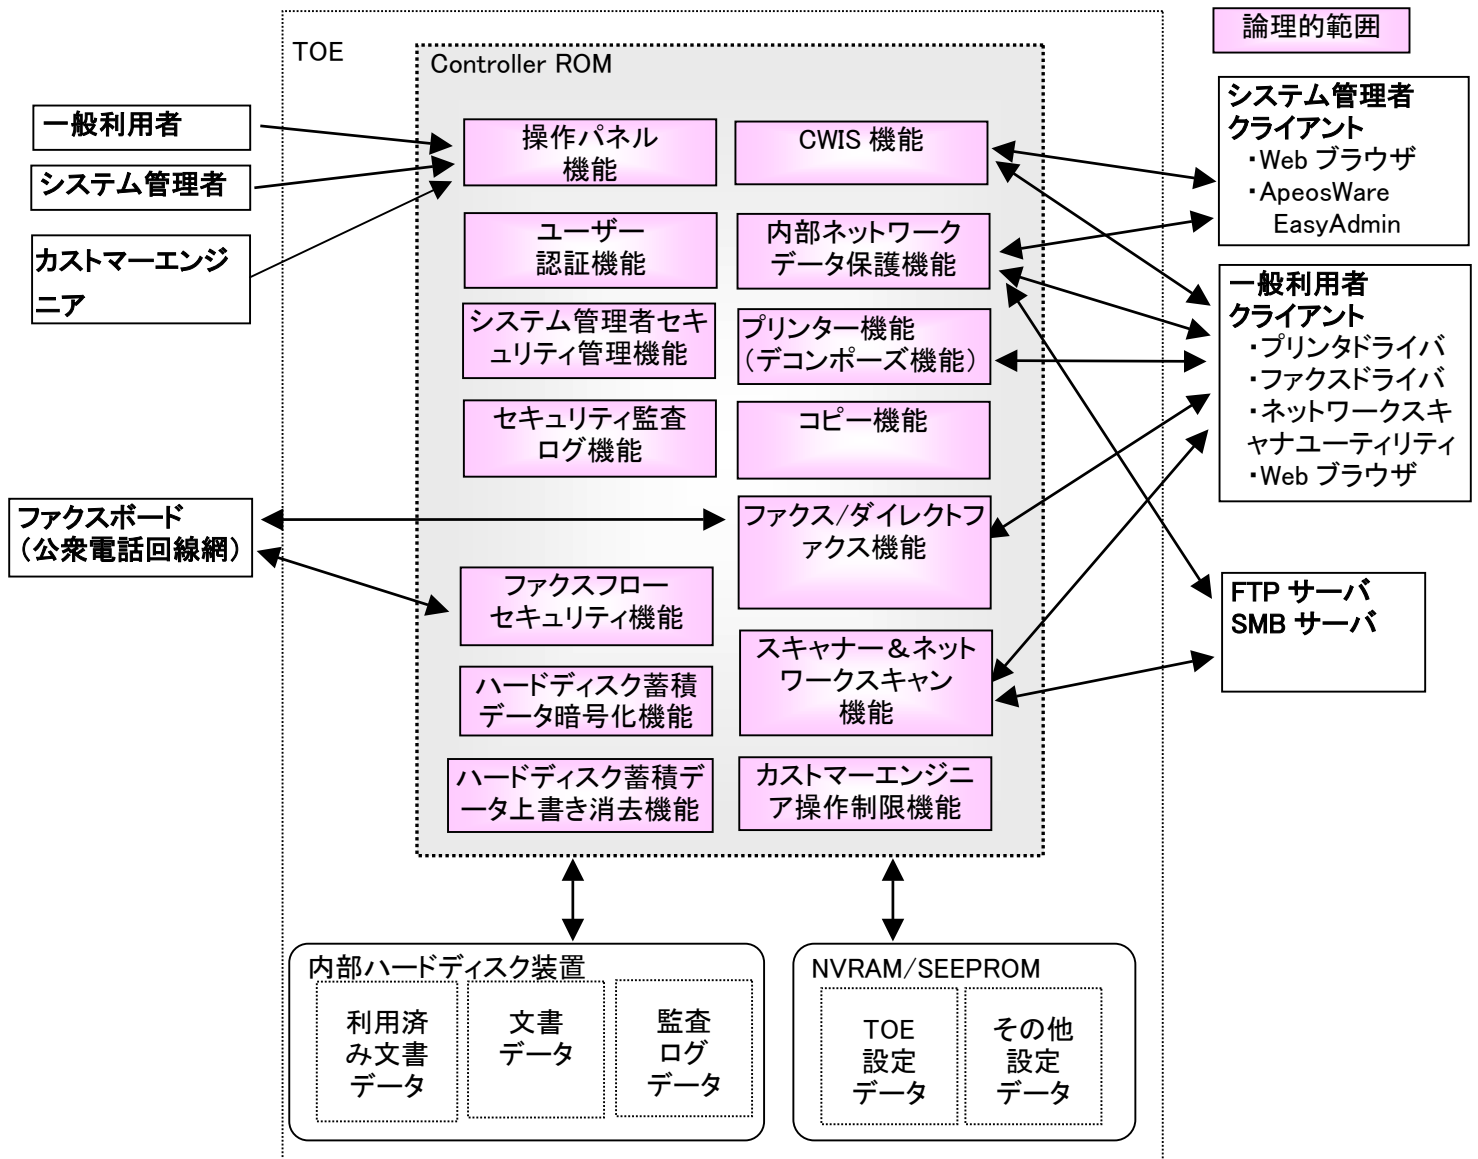 論理的範囲
TOE
Controller ROM
一般利用者
システム管理者
カストマーエンジ
ニア
ファクスボード
（公衆電話回線網）
操作パネル
機能
CWIS 機能
ユーザー
認証機能
内部ネットワーク
データ保護機能
システム管理者セキ
ュリティ管理機能
プリンター機能
（デコンポーズ機能）
セキュリティ監査
ログ機能
コピー機能
ファクス/ダイレクトフ
ァクス機能
ファクスフロー
セキュリティ機能
スキャナー＆ネット
ワークスキャン
機能
ハードディスク蓄積
データ暗号化機能
ハードディスク蓄積デ
ータ上書き消去機能
カストマーエンジニ
ア操作制限機能
システム管理者
クライアント
・Web ブラウザ
・ApeosWare
EasyAdmin
一般利用者
クライアント
・プリンタドライバ
・ファクスドライバ
・ネットワークスキ
ャナユーティリティ
・Web ブラウザ
FTP サーバ
SMB サーバ
内部ハードディスク装置
利用済
み文書
データ
文書
データ
監査
ログ
データ
NVRAM/SEEPROM
TOE
設定
データ
その他
設定
データ